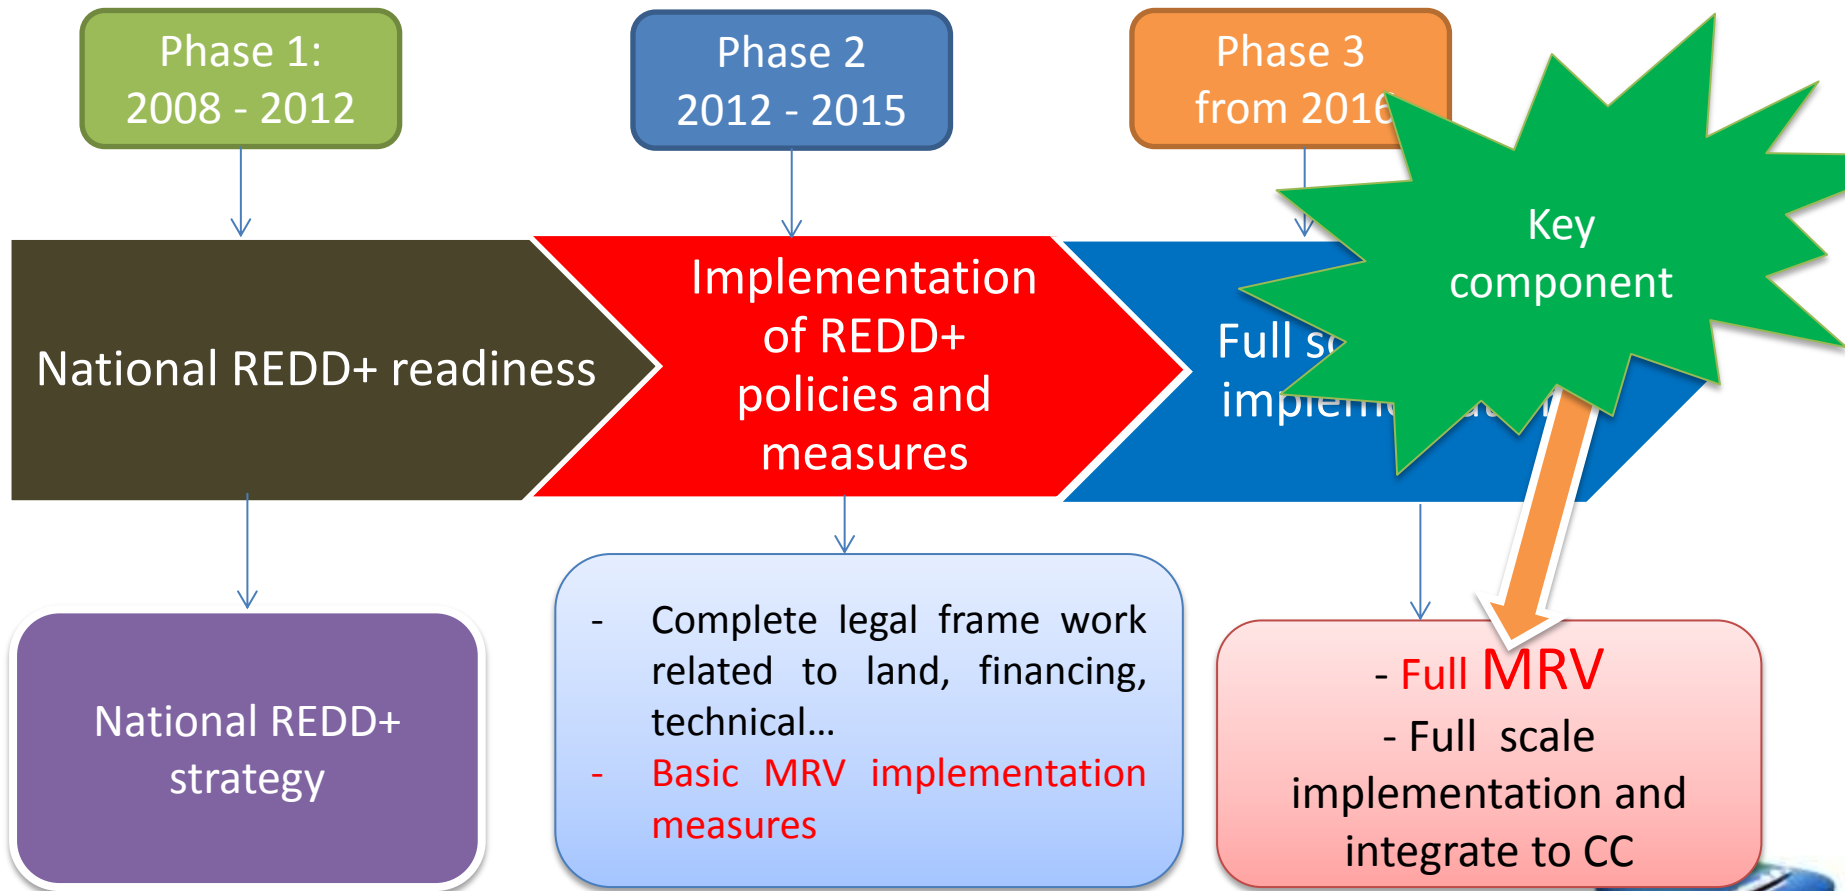 Phase 1:
2008 - 2012
Phase 2
2012 - 2015
Phase 3
from 2016
Key
component
National REDD+ readiness
Implementation
of REDD+
policies and
measures
Full
National REDD+
strategy
- Complete legal frame work
related to land, financing,
technical...
- Basic MRV implementation
measures
- Full MRV
- Full scale
implementation and
integrate to CC